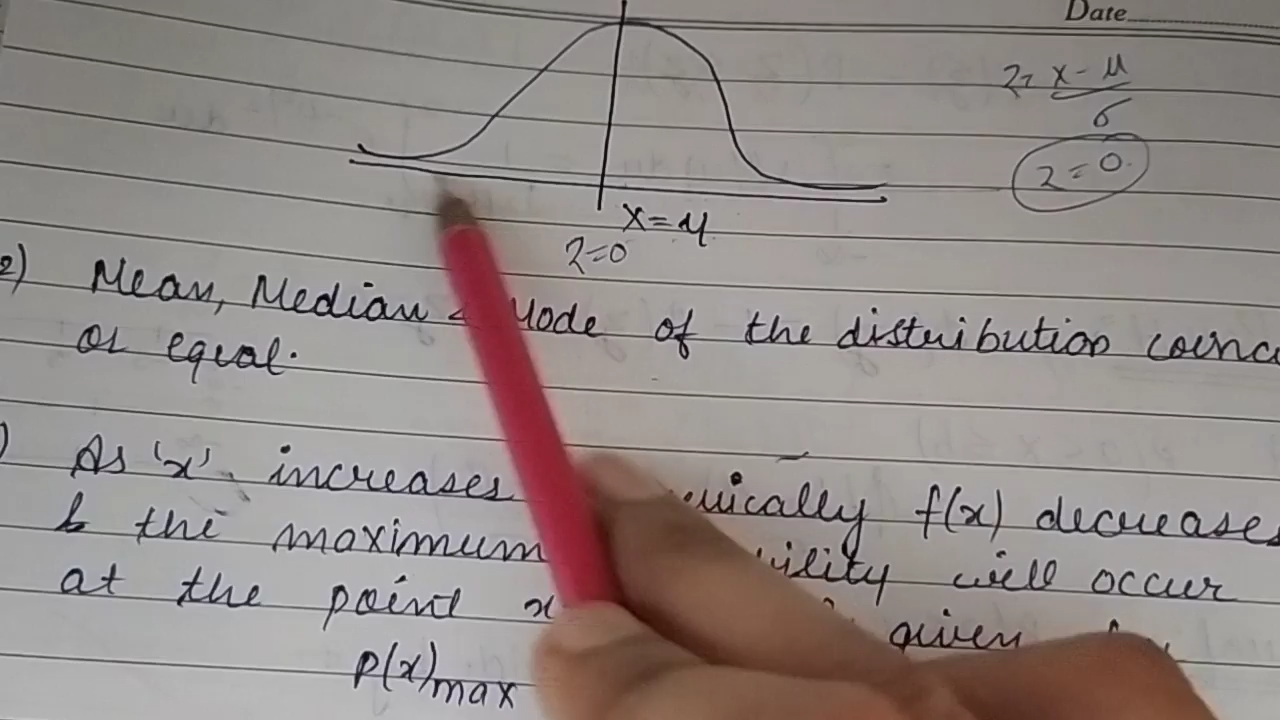 Date
Z = x - μ / σ
Z = 0.
x = μ
Z=0
2) Mean, Median & Mode of the distribution
or equal.
As 'x' increases f(x) decreases
& the maximum will occur
at the point x given
P(x)max